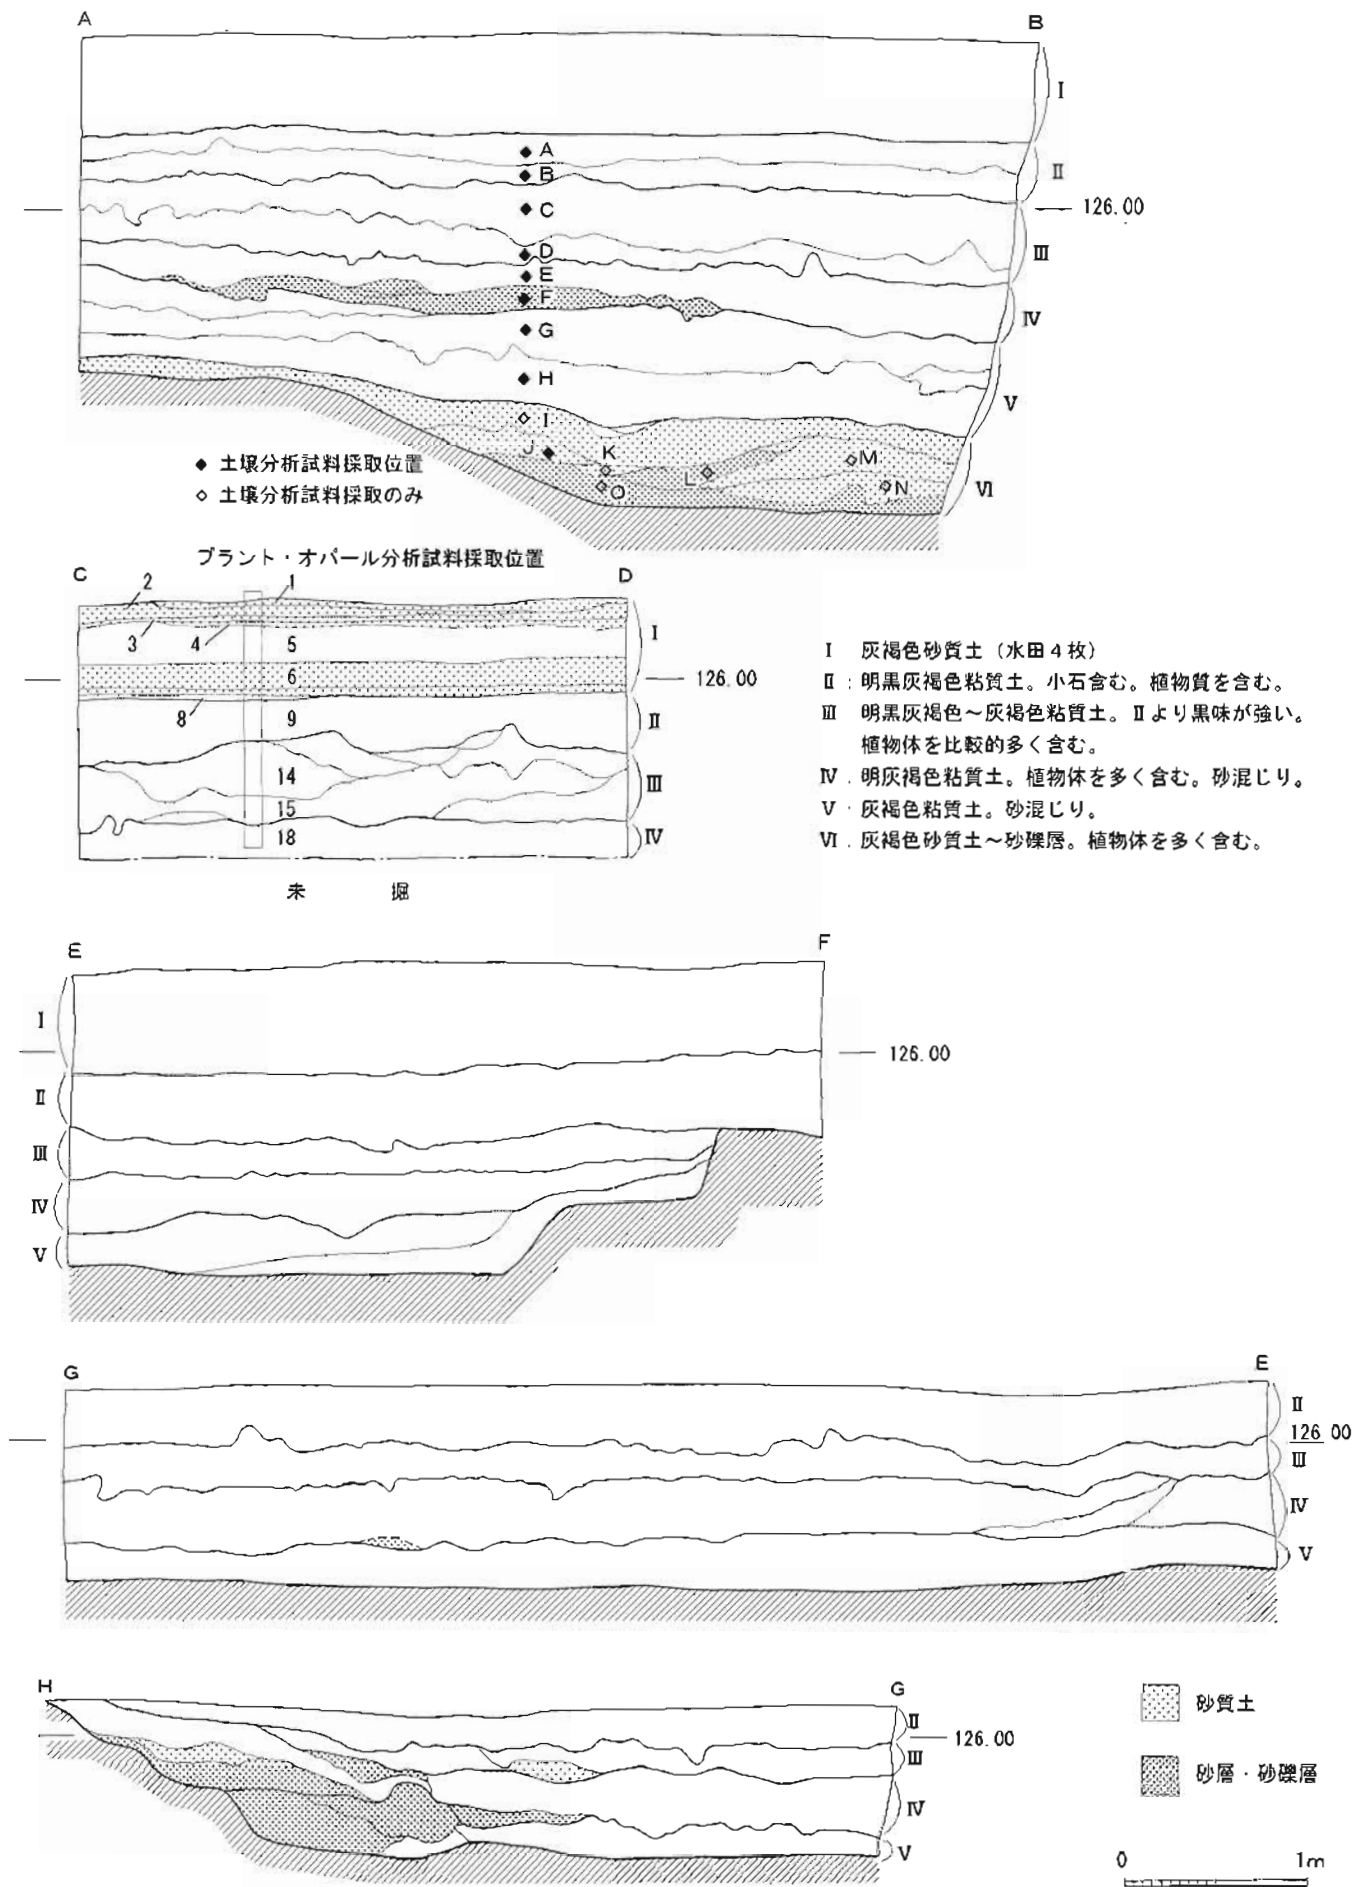 A
B
I
A
II
B
126.00
C
D
III
E
F
IV
G
H
V
I
J
K
M
L
O
N
VI
◆ 土壌分析試料採取位置
◇ 土壌分析試料採取のみ
プラント・オパール分析試料採取位置
C
D
2
1
3
4
5
I
6
126.00
8
9
II
14
III
15
18
IV
未 掘
I 灰褐色砂質土（水田4枚）
II：明黒灰褐色粘質土。小石含む。植物質を含む。
III 明黒灰褐色～灰褐色粘質土。IIより黒味が強い。
植物体を比較的多く含む。
IV．明灰褐色粘質土。植物体を多く含む。砂混じり。
V・灰褐色粘質土。砂混じり。
VI．灰褐色砂質土～砂礫層。植物体を多く含む。
E
F
I
126.00
II
III
IV
V
G
E
II
126 00
III
IV
V
H
G
II
126.00
III
IV
V
砂質土
砂層・砂礫層
0 1m